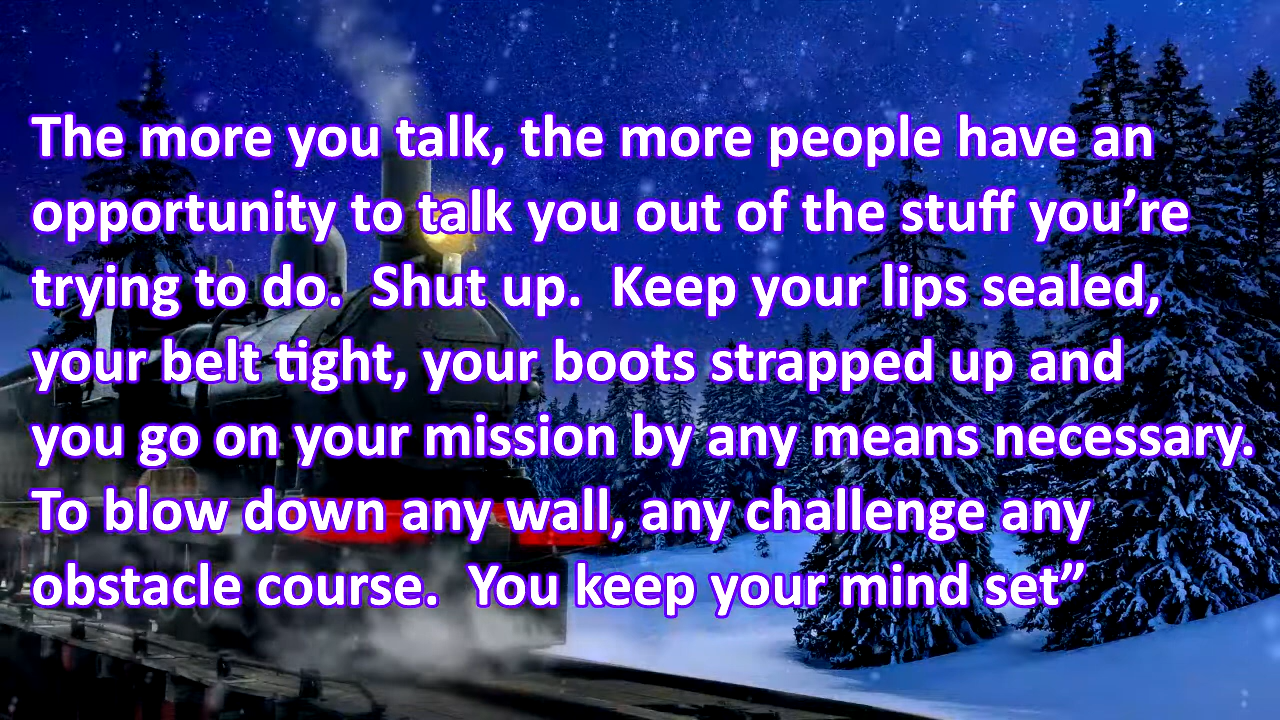 The more you talk, the more people have an
opportunity to talk you out of the stuff you’re
trying to do.  Shut up.  Keep your lips sealed,
your belt tight, your boots strapped up and
you go on your mission by any means necessary.
To blow down any wall, any challenge any
obstacle course.  You keep your mind set”